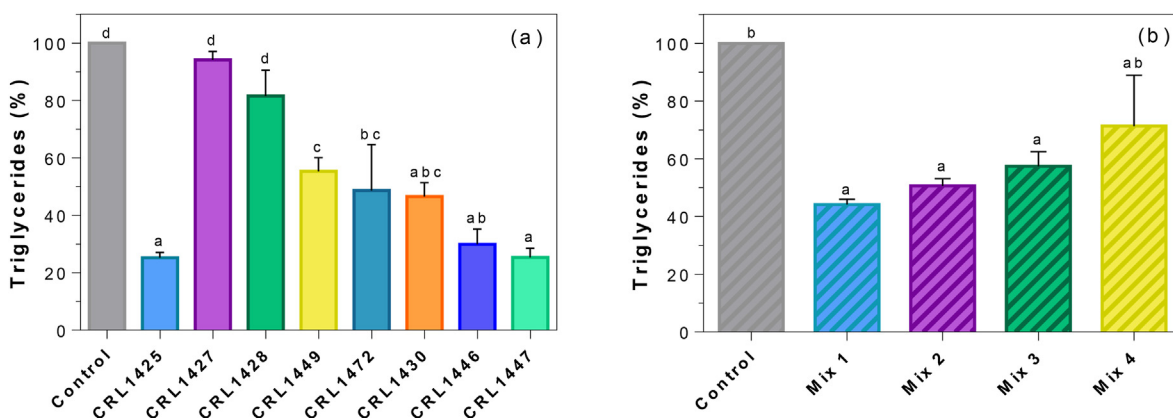 (a)
Triglycerides (%)
100
80
60
40
20
0
d
a
d
d
c
b c
a b c
a b
a
Control
CRL1425
CRL1427
CRL1428
CRL1449
CRL1472
CRL1430
CRL1446
CRL1447
(b)
Triglycerides (%)
100
80
60
40
20
0
b
a
a
a
a b
Control
Mix 1
Mix 2
Mix 3
Mix 4